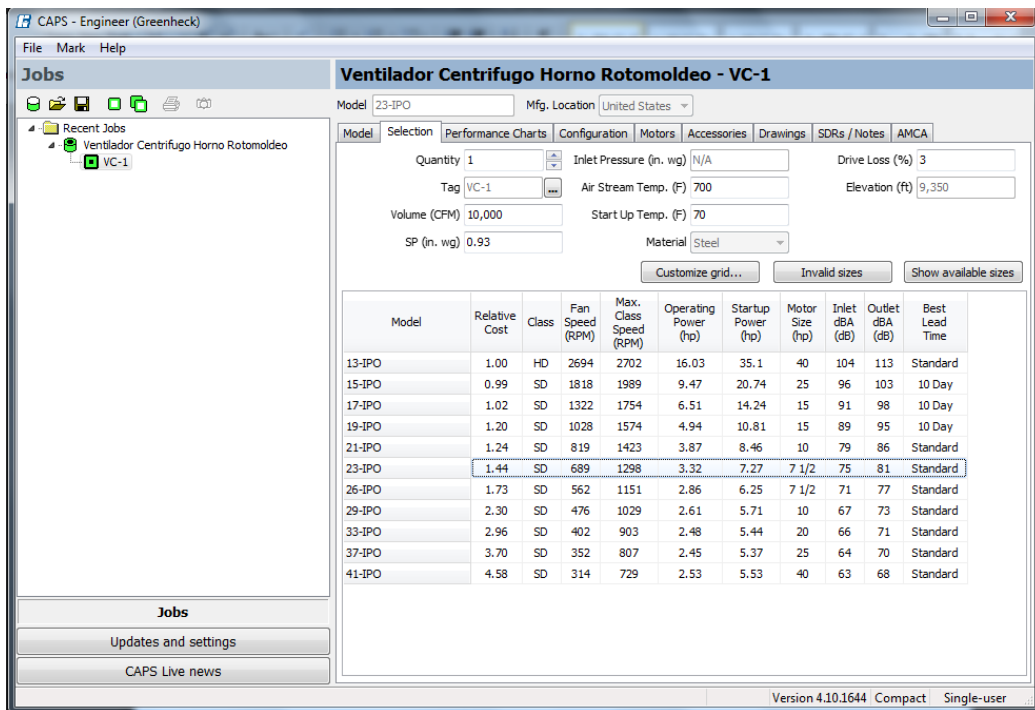 CAPS - Engineer (Greenheck)
File Mark Help
Jobs
Recent Jobs
Ventilador Centrifugo Horno Rotomoldeo
VC-1
Ventilador Centrifugo Horno Rotomoldeo - VC-1
Model 23-IPO Mfg. Location United States
Model Selection Performance Charts Configuration Motors Accessories Drawings SDRs / Notes AMCA
Quantity 1 Inlet Pressure (in. wg) N/A Drive Loss (%) 3
Tag VC-1 ... Air Stream Temp. (F) 700 Elevation (ft) 9,350
Volume (CFM) 10,000 Start Up Temp. (F) 70
SP (in. wg) 0.93 Material Steel
Customize grid... Invalid sizes Show available sizes
Model Relative Cost Class Fan Speed (RPM) Max. Class Speed (RPM) Operating Power (hp) Startup Power (hp) Motor Size (hp) Inlet dBA (dB) Outlet dBA (dB) Best Lead Time
13-IPO 1.00 HD 2694 2702 16.03 35.1 40 104 113 Standard
15-IPO 0.99 SD 1818 1989 9.47 20.74 25 96 103 10 Day
17-IPO 1.02 SD 1322 1754 6.51 14.24 15 91 98 10 Day
19-IPO 1.20 SD 1028 1574 4.94 10.81 15 89 95 10 Day
21-IPO 1.24 SD 819 1423 3.87 8.46 10 79 86 Standard
23-IPO 1.44 SD 689 1298 3.32 7.27 7 1/2 75 81 Standard
26-IPO 1.73 SD 562 1151 2.86 6.25 7 1/2 71 77 Standard
29-IPO 2.30 SD 476 1029 2.61 5.71 10 67 73 Standard
33-IPO 2.96 SD 402 903 2.48 5.44 20 66 71 Standard
37-IPO 3.70 SD 352 807 2.45 5.37 25 64 70 Standard
41-IPO 4.58 SD 314 729 2.53 5.53 40 63 68 Standard
Jobs
Updates and settings
CAPS Live news
Version 4.10.1644 Compact Single-user